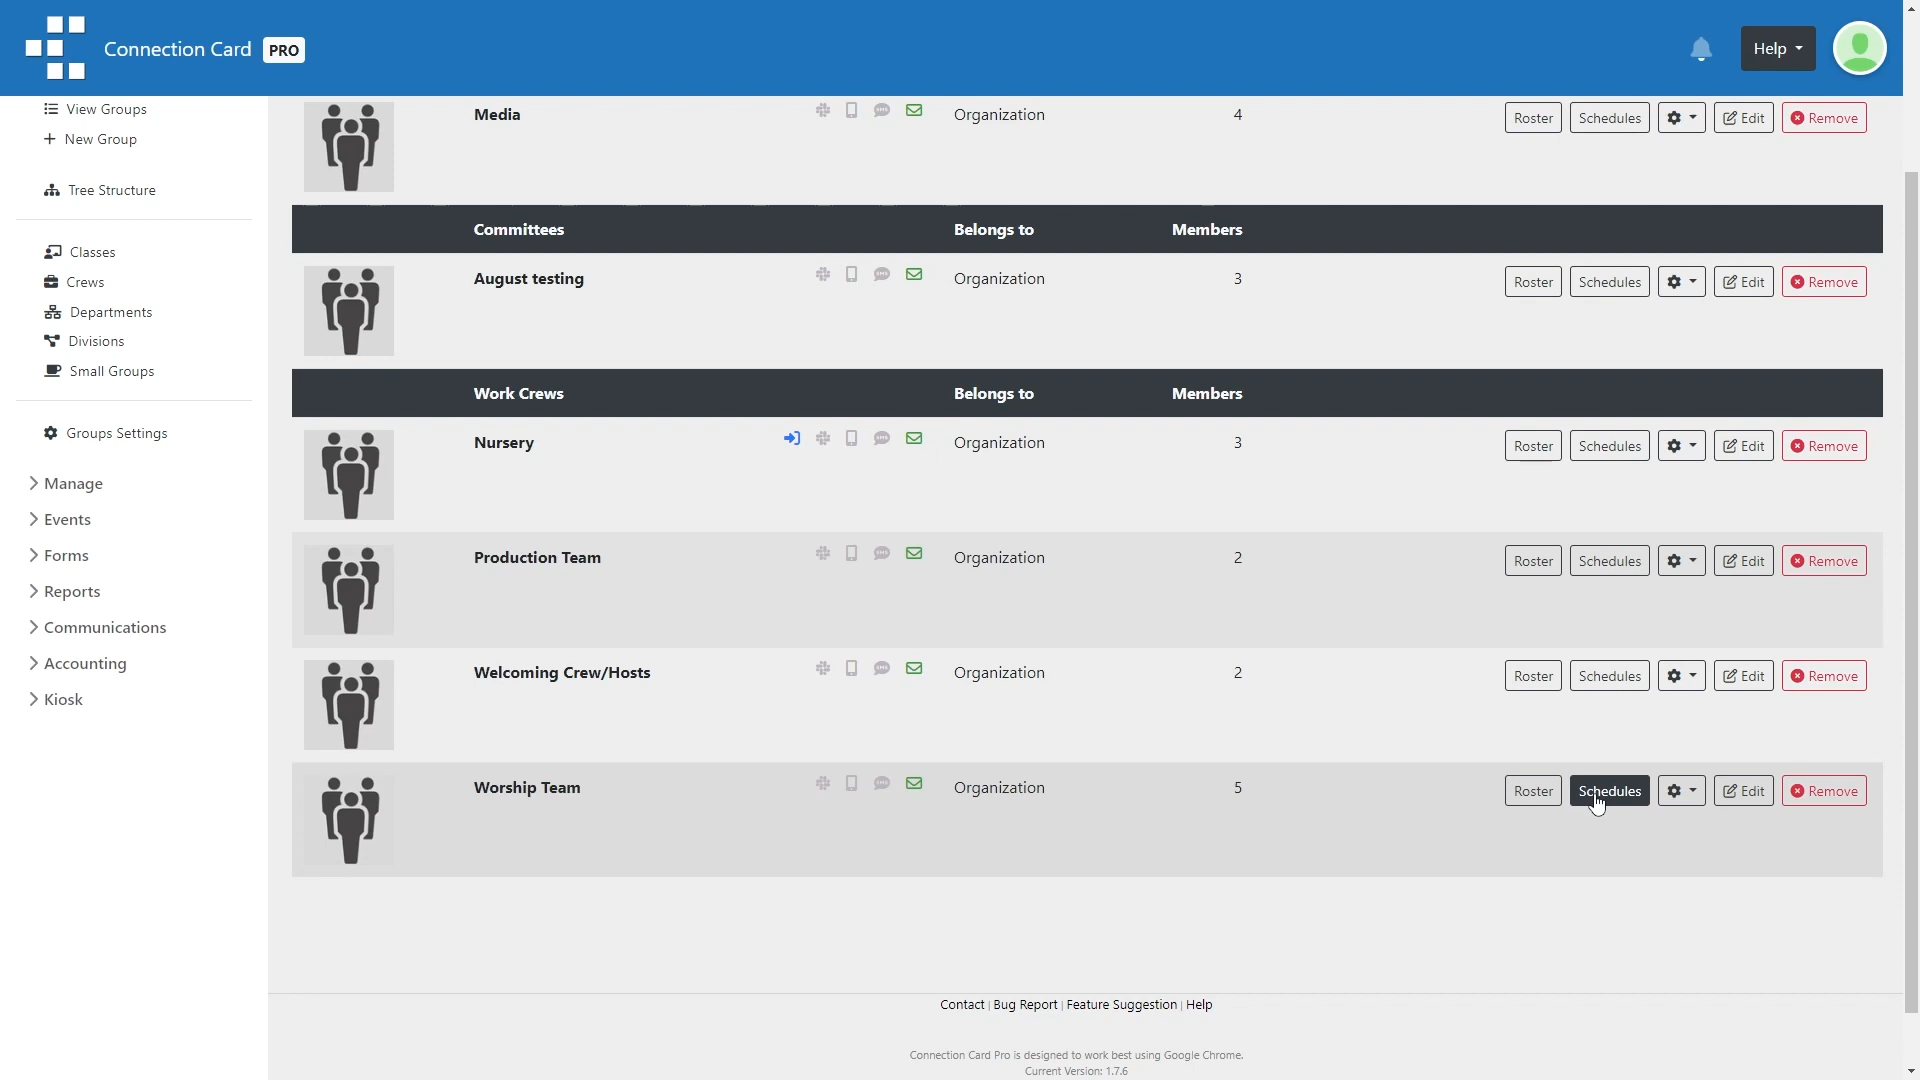 Connection Card PRO
Help
View Groups
New Group
Tree Structure
Classes
Crews
Departments
Divisions
Small Groups
Groups Settings
Manage
Events
Forms
Reports
Communications
Accounting
Kiosk
Media Organization 4 Roster Schedules Edit Remove
Committees Belongs to Members
August testing Organization 3 Roster Schedules Edit Remove
Work Crews Belongs to Members
Nursery Organization 3 Roster Schedules Edit Remove
Production Team Organization 2 Roster Schedules Edit Remove
Welcoming Crew/Hosts Organization 2 Roster Schedules Edit Remove
Worship Team Organization 5 Roster Schedules Edit Remove
Contact | Bug Report | Feature Suggestion | Help
Connection Card Pro is designed to work best using Google Chrome.
Current Version: 1.7.6